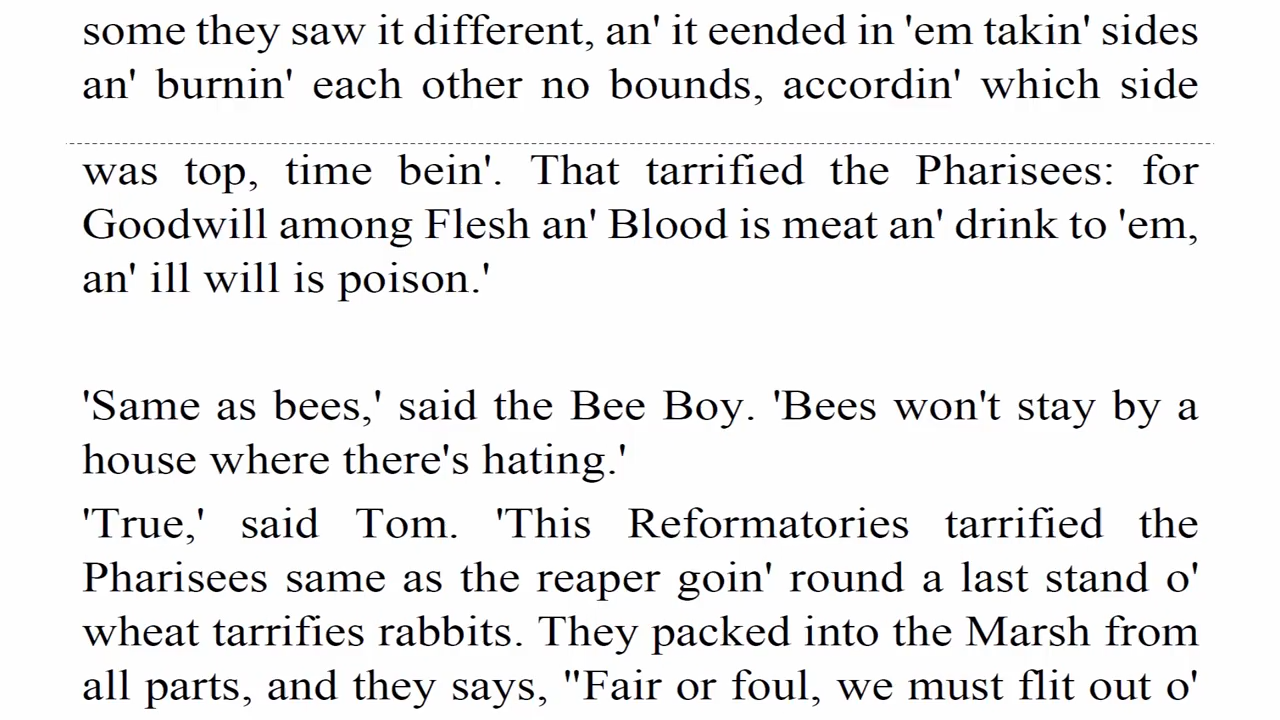 some they saw it different, an' it eended in 'em takin' sides
an' burnin' each other no bounds, accordin' which side
was top, time bein'. That tarrified the Pharisees: for
Goodwill among Flesh an' Blood is meat an' drink to 'em,
an' ill will is poison.'
'Same as bees,' said the Bee Boy. 'Bees won't stay by a
house where there's hating.'
'True,' said Tom. 'This Reformatories tarrified the
Pharisees same as the reaper goin' round a last stand o'
wheat tarrifies rabbits. They packed into the Marsh from
all parts, and they says, "Fair or foul, we must flit out o'